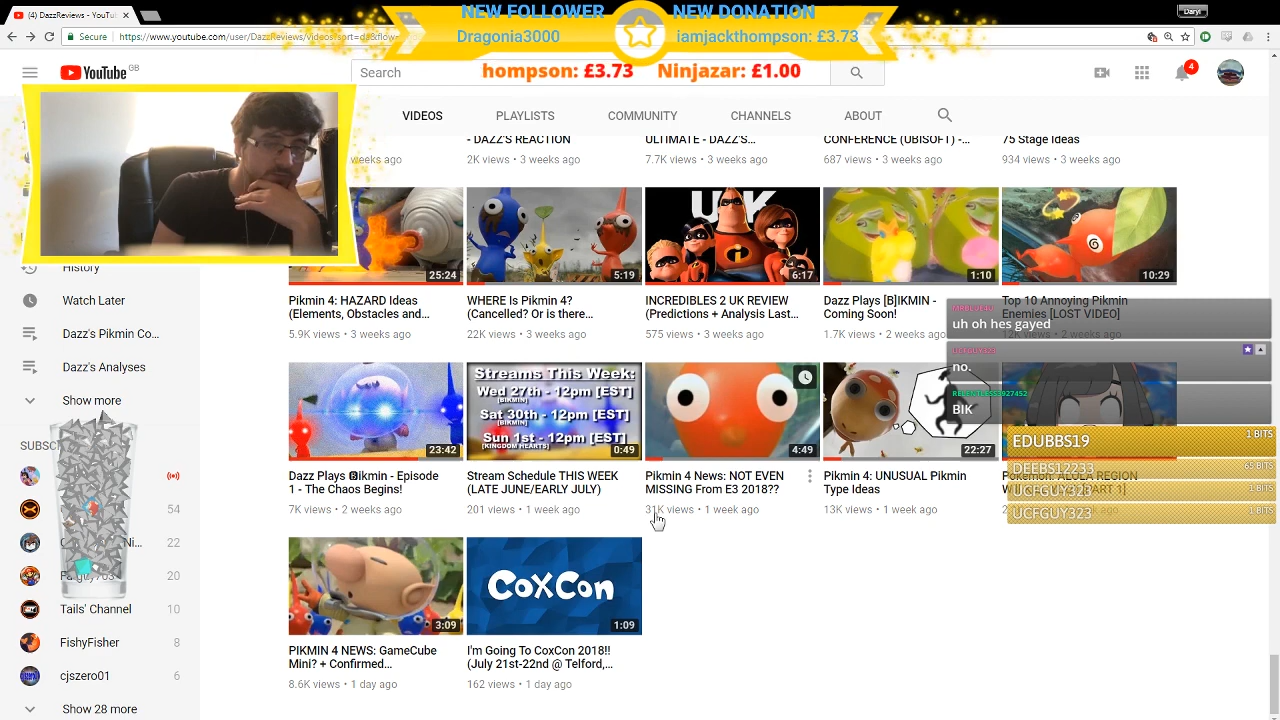 (4) DazzReviews - YouTu
Daryl
NEW FOLLOWER
NEW DONATION
Secure
https://www.youtube.com/user/DazzReviews/videos?sort=d
Dragonia3000
iamjackthompson: £3.73
YouTube GB
Search
hompson: £3.73
Ninjazar: £1.00
4
VIDEOS
PLAYLISTS
COMMUNITY
CHANNELS
ABOUT
- DAZZ'S REACTION
ULTIMATE - DAZZ'S...
CONFERENCE (UBISOFT) -...
75 Stage Ideas
weeks ago
2K views • 3 weeks ago
7.7K views • 3 weeks ago
687 views • 3 weeks ago
934 views • 3 weeks ago
UK
25:24
5:19
6:17
1:10
10:29
History
Watch Later
Dazz's Pikmin Co...
Dazz's Analyses
Show more
SUBSC
54
22
20
Tails' Channel
10
FishyFisher
8
cjszero01
6
Show 28 more
Pikmin 4: HAZARD Ideas
(Elements, Obstacles and...
5.9K views • 3 weeks ago
WHERE Is Pikmin 4?
(Cancelled? Or is there...
22K views • 3 weeks ago
INCREDIBLES 2 UK REVIEW
(Predictions + Analysis Last...
575 views • 3 weeks ago
Dazz Plays [B]IKMIN -
Coming Soon!
1.7K views • 2 weeks ago
Top 10 Annoying Pikmin
Enemies [LOST VIDEO]
uh oh hes gayed
UCFGUY323
no.
RELENTLESS3927452
BIK
Streams This Week:
Wed 27th - 12pm [EST]
[BIKMIN]
Sat 30th - 12pm [EST]
[BIKMIN]
Sun 1st - 12pm [EST]
[KINGDOM HEARTS]
23:42
0:49
4:49
22:27
EDUBBS19
1 BITS
DEEBS12233
65 BITS
UCFGUY323
1 BITS
UCFGUY323
1 BITS
Dazz Plays Bikmin - Episode
1 - The Chaos Begins!
7K views • 2 weeks ago
Stream Schedule THIS WEEK
(LATE JUNE/EARLY JULY)
201 views • 1 week ago
Pikmin 4 News: NOT EVEN
MISSING From E3 2018??
31K views • 1 week ago
Pikmin 4: UNUSUAL Pikmin
Type Ideas
13K views • 1 week ago
Pokemon: ALOLA REGION
CoxCon
3:09
1:09
PIKMIN 4 NEWS: GameCube
Mini? + Confirmed...
8.6K views • 1 day ago
I'm Going To CoxCon 2018!!
(July 21st-22nd @ Telford,...
162 views • 1 day ago